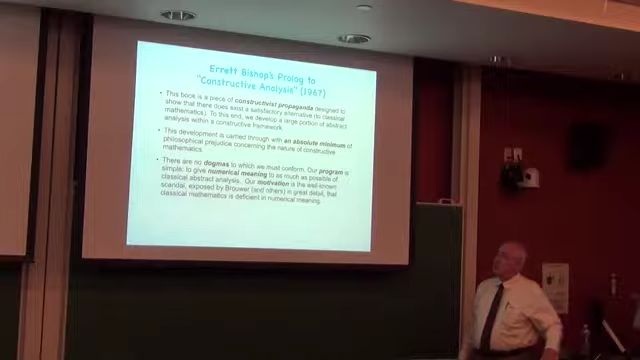 Errett Bishop's Prolog to
"Constructive Analysis" (1967)
• This book is a piece of constructivist propaganda designed to
show that there does exist a satisfactory alternative (to classical
mathematics). To this end, we develop a large portion of abstract
analysis within a constructive framework.
• This development is carried through with an absolute minimum of
philosophical prejudice concerning the nature of constructive
mathematics.
• There are no dogmas to which we must conform. Our program is
simple: to give numerical meaning to as much as possible of
classical abstract analysis. Our motivation is the well-known
scandal, exposed by Brouwer (and others) in great detail, that
classical mathematics is deficient in numerical meaning.